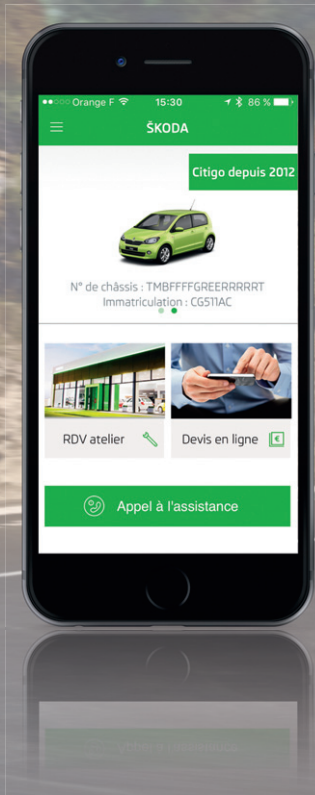 Orange F 15:30 86 %
ŠKODA
Citigo depuis 2012
N° de châssis : TMBFFFFGREERRRRRT
Immatriculation : CG511AC
RDV atelier
Devis en ligne
Appel à l'assistance